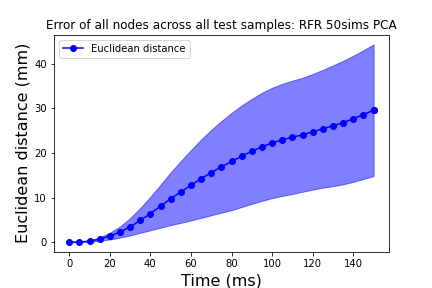 Error of all nodes across all test samples: RFR 50sims PCA
Euclidean distance
Euclidean distance (mm)
40
30
20
10
0
0 20 40 60 80 100 120 140
Time (ms)